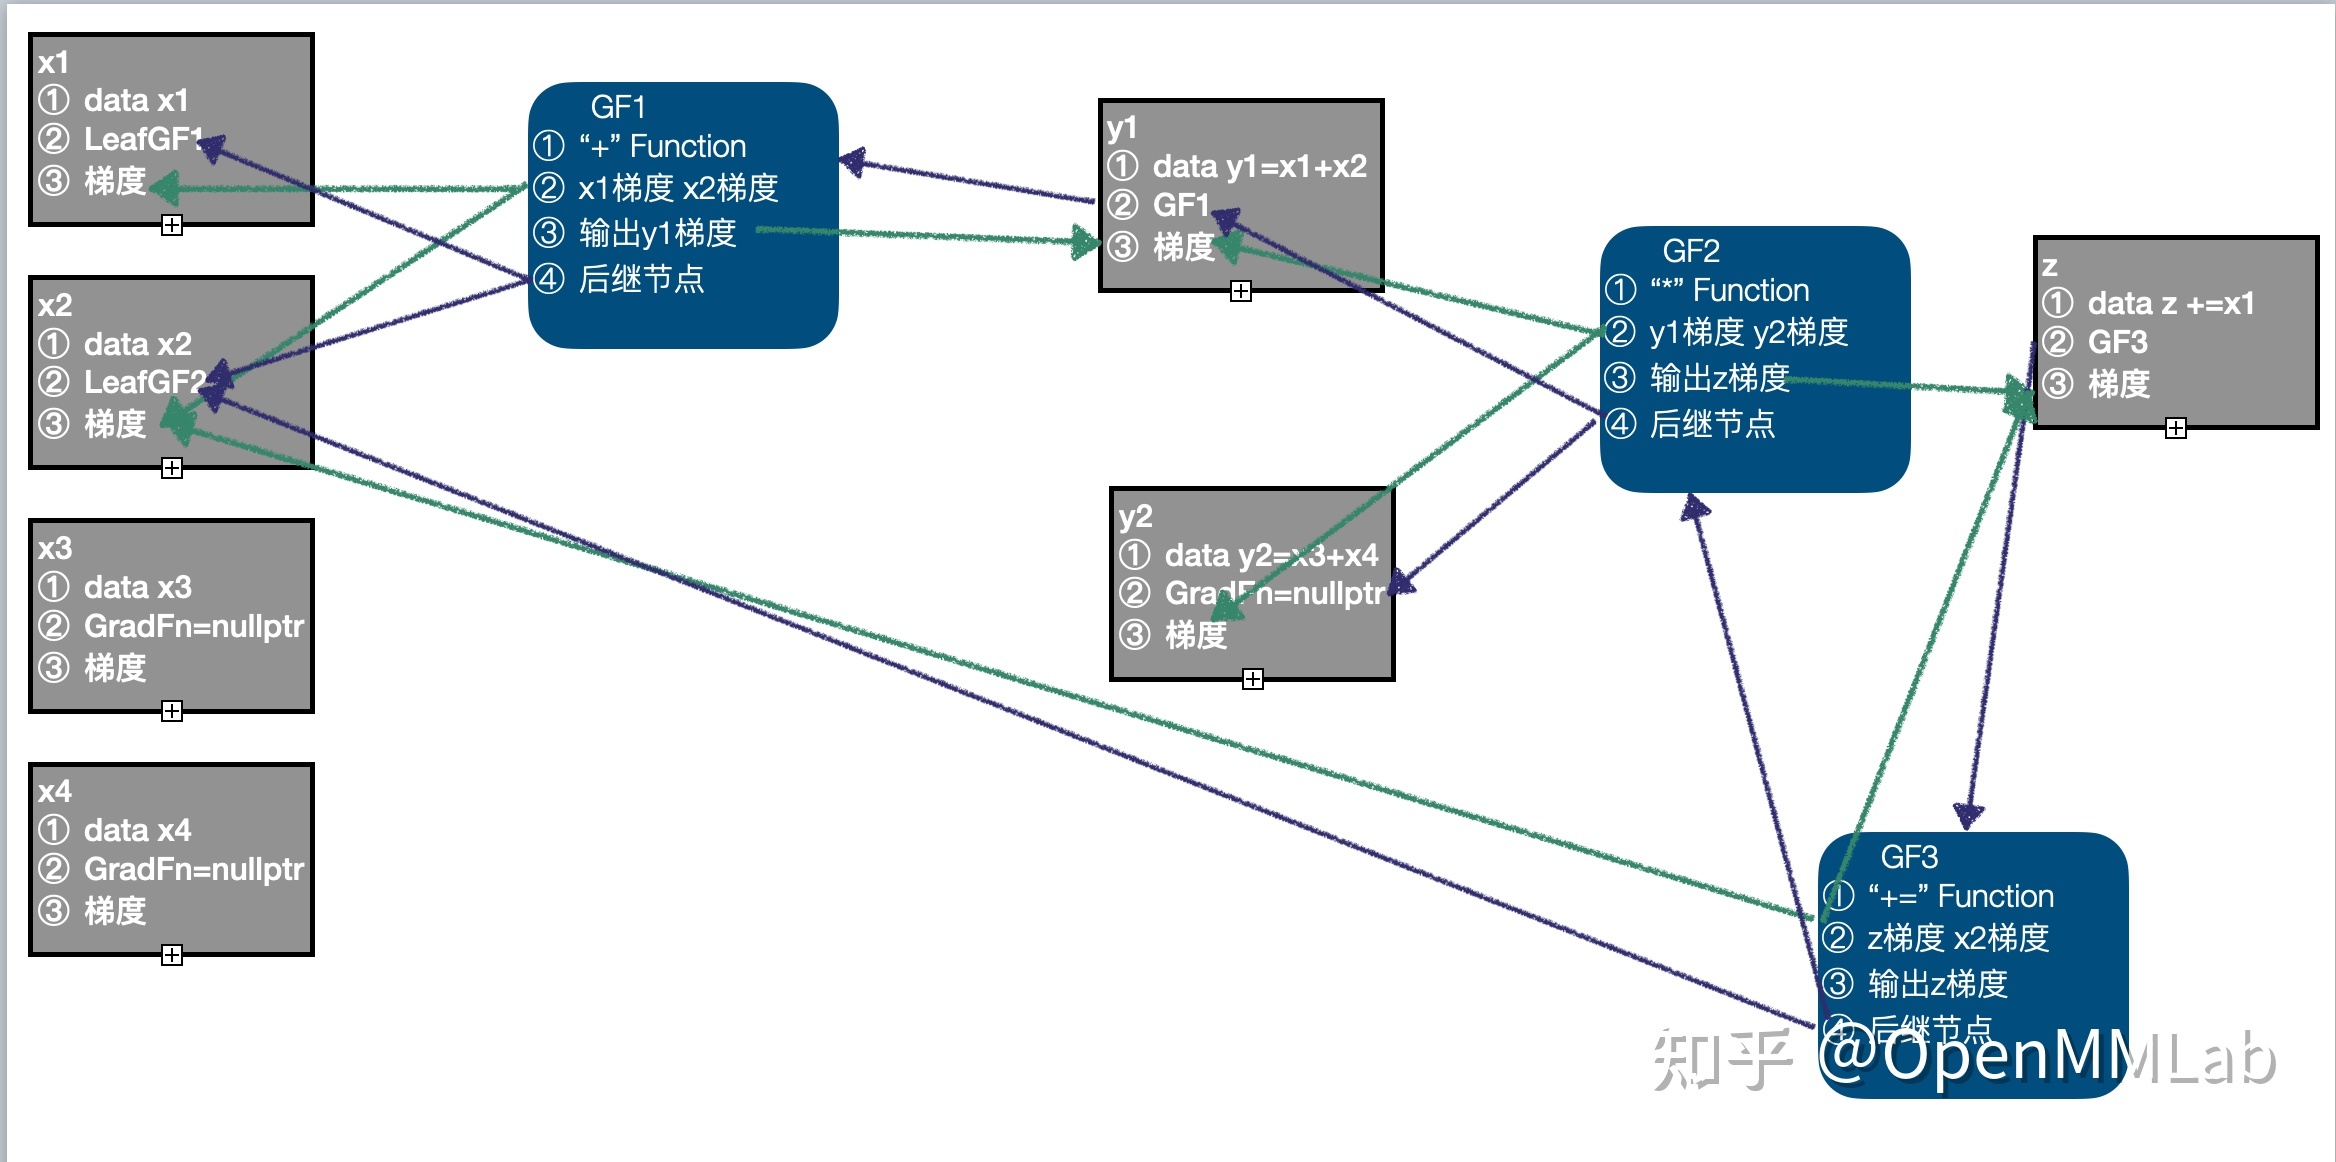 x1
① data x1
② LeafGF1
③ 梯度
x2
① data x2
② LeafGF2
③ 梯度
x3
① data x3
② GradFn=nullptr
③ 梯度
x4
① data x4
② GradFn=nullptr
③ 梯度
GF1
① “+” Function
② x1梯度 x2梯度
③ 输出y1梯度
④ 后继节点
y1
① data y1=x1+x2
② GF1
③ 梯度
y2
① data y2=x3+x4
② GradFn=nullptr
③ 梯度
GF2
① “*” Function
② y1梯度 y2梯度
③ 输出z梯度
④ 后继节点
z
① data z +=x1
② GF3
③ 梯度
GF3
① “+=” Function
② z梯度 x2梯度
③ 输出z梯度
④ 后继节点
知乎 @OpenMMLab